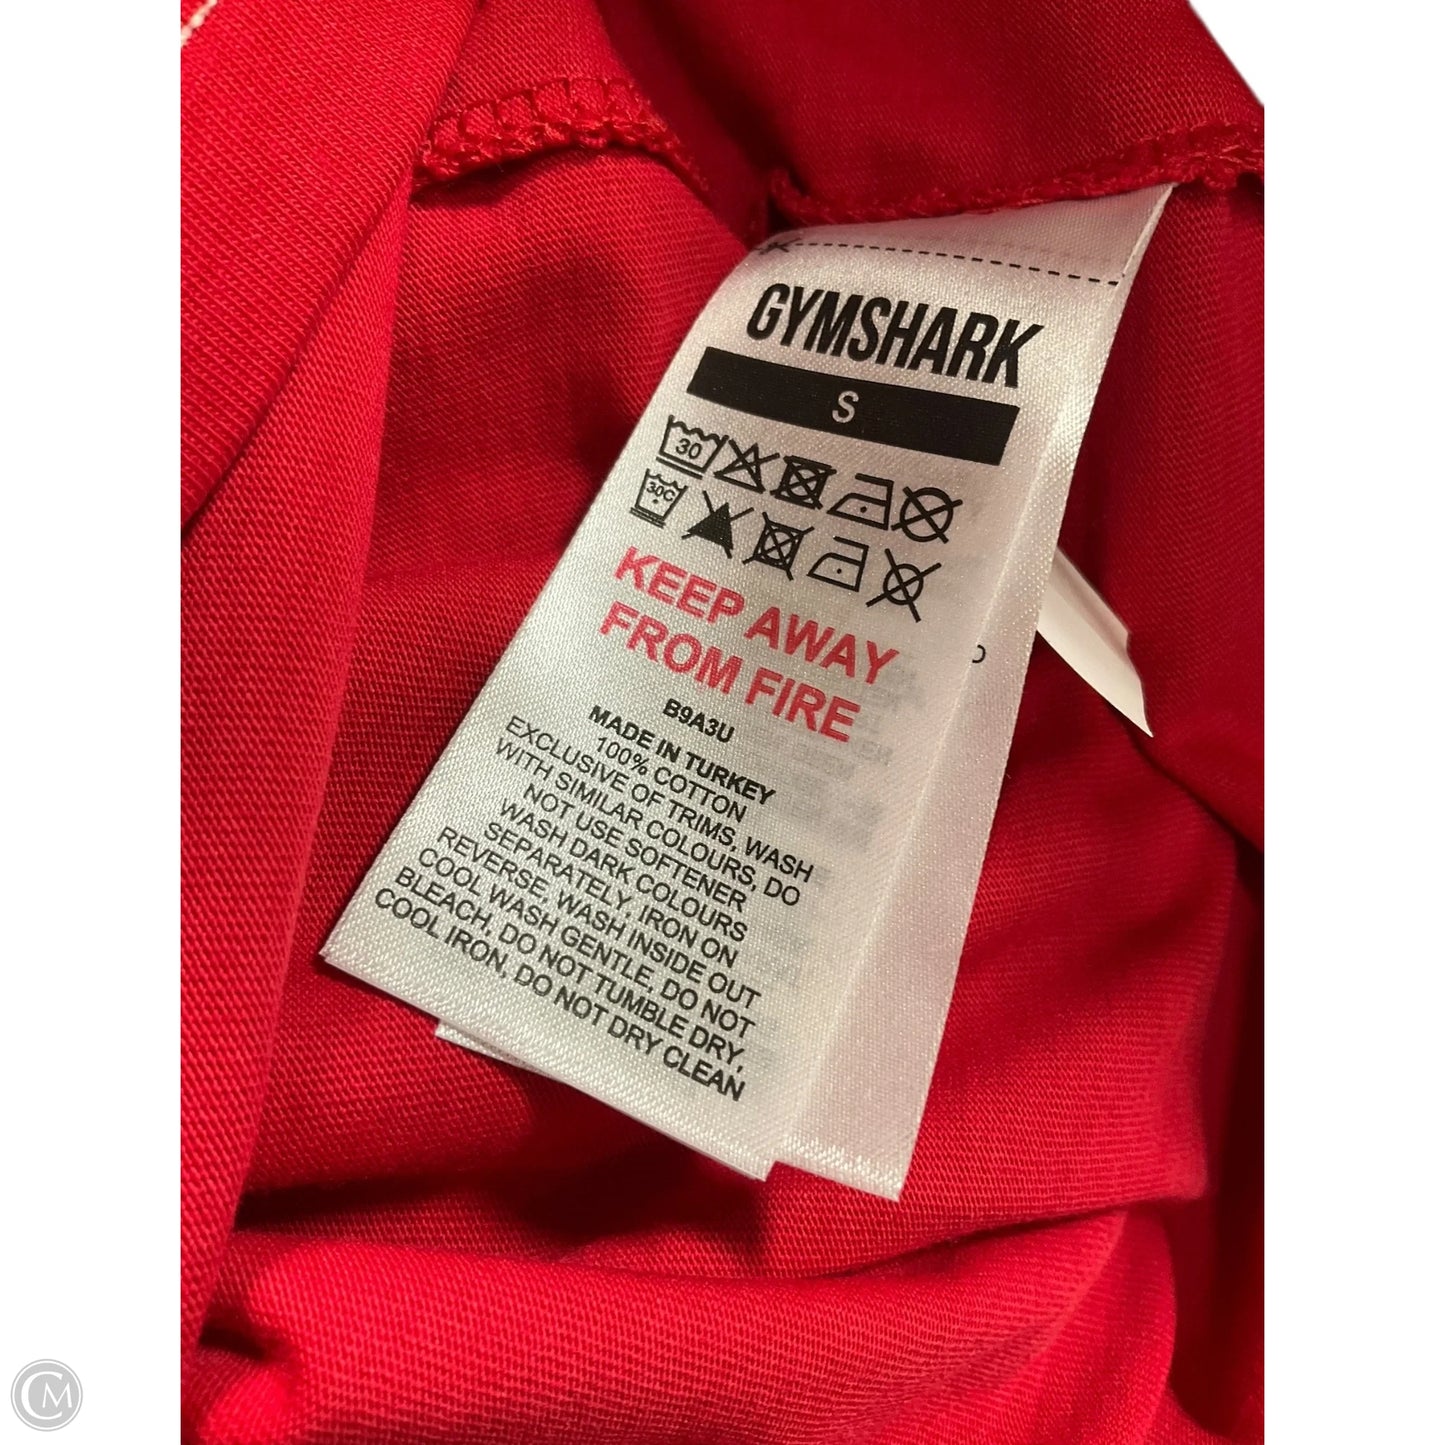 GYMSHARK
S
30
30C
KEEP AWAY
FROM FIRE
B9A3U
MADE IN TURKEY
100% COTTON
EXCLUSIVE OF TRIMS, WASH
WITH SIMILAR COLOURS, DO
NOT USE SOFTENER
WASH DARK COLOURS
SEPARATELY, IRON ON
REVERSE, WASH INSIDE OUT
COOL WASH GENTLE, DO NOT
BLEACH, DO NOT TUMBLE DRY,
COOL IRON, DO NOT DRY CLEAN
CM